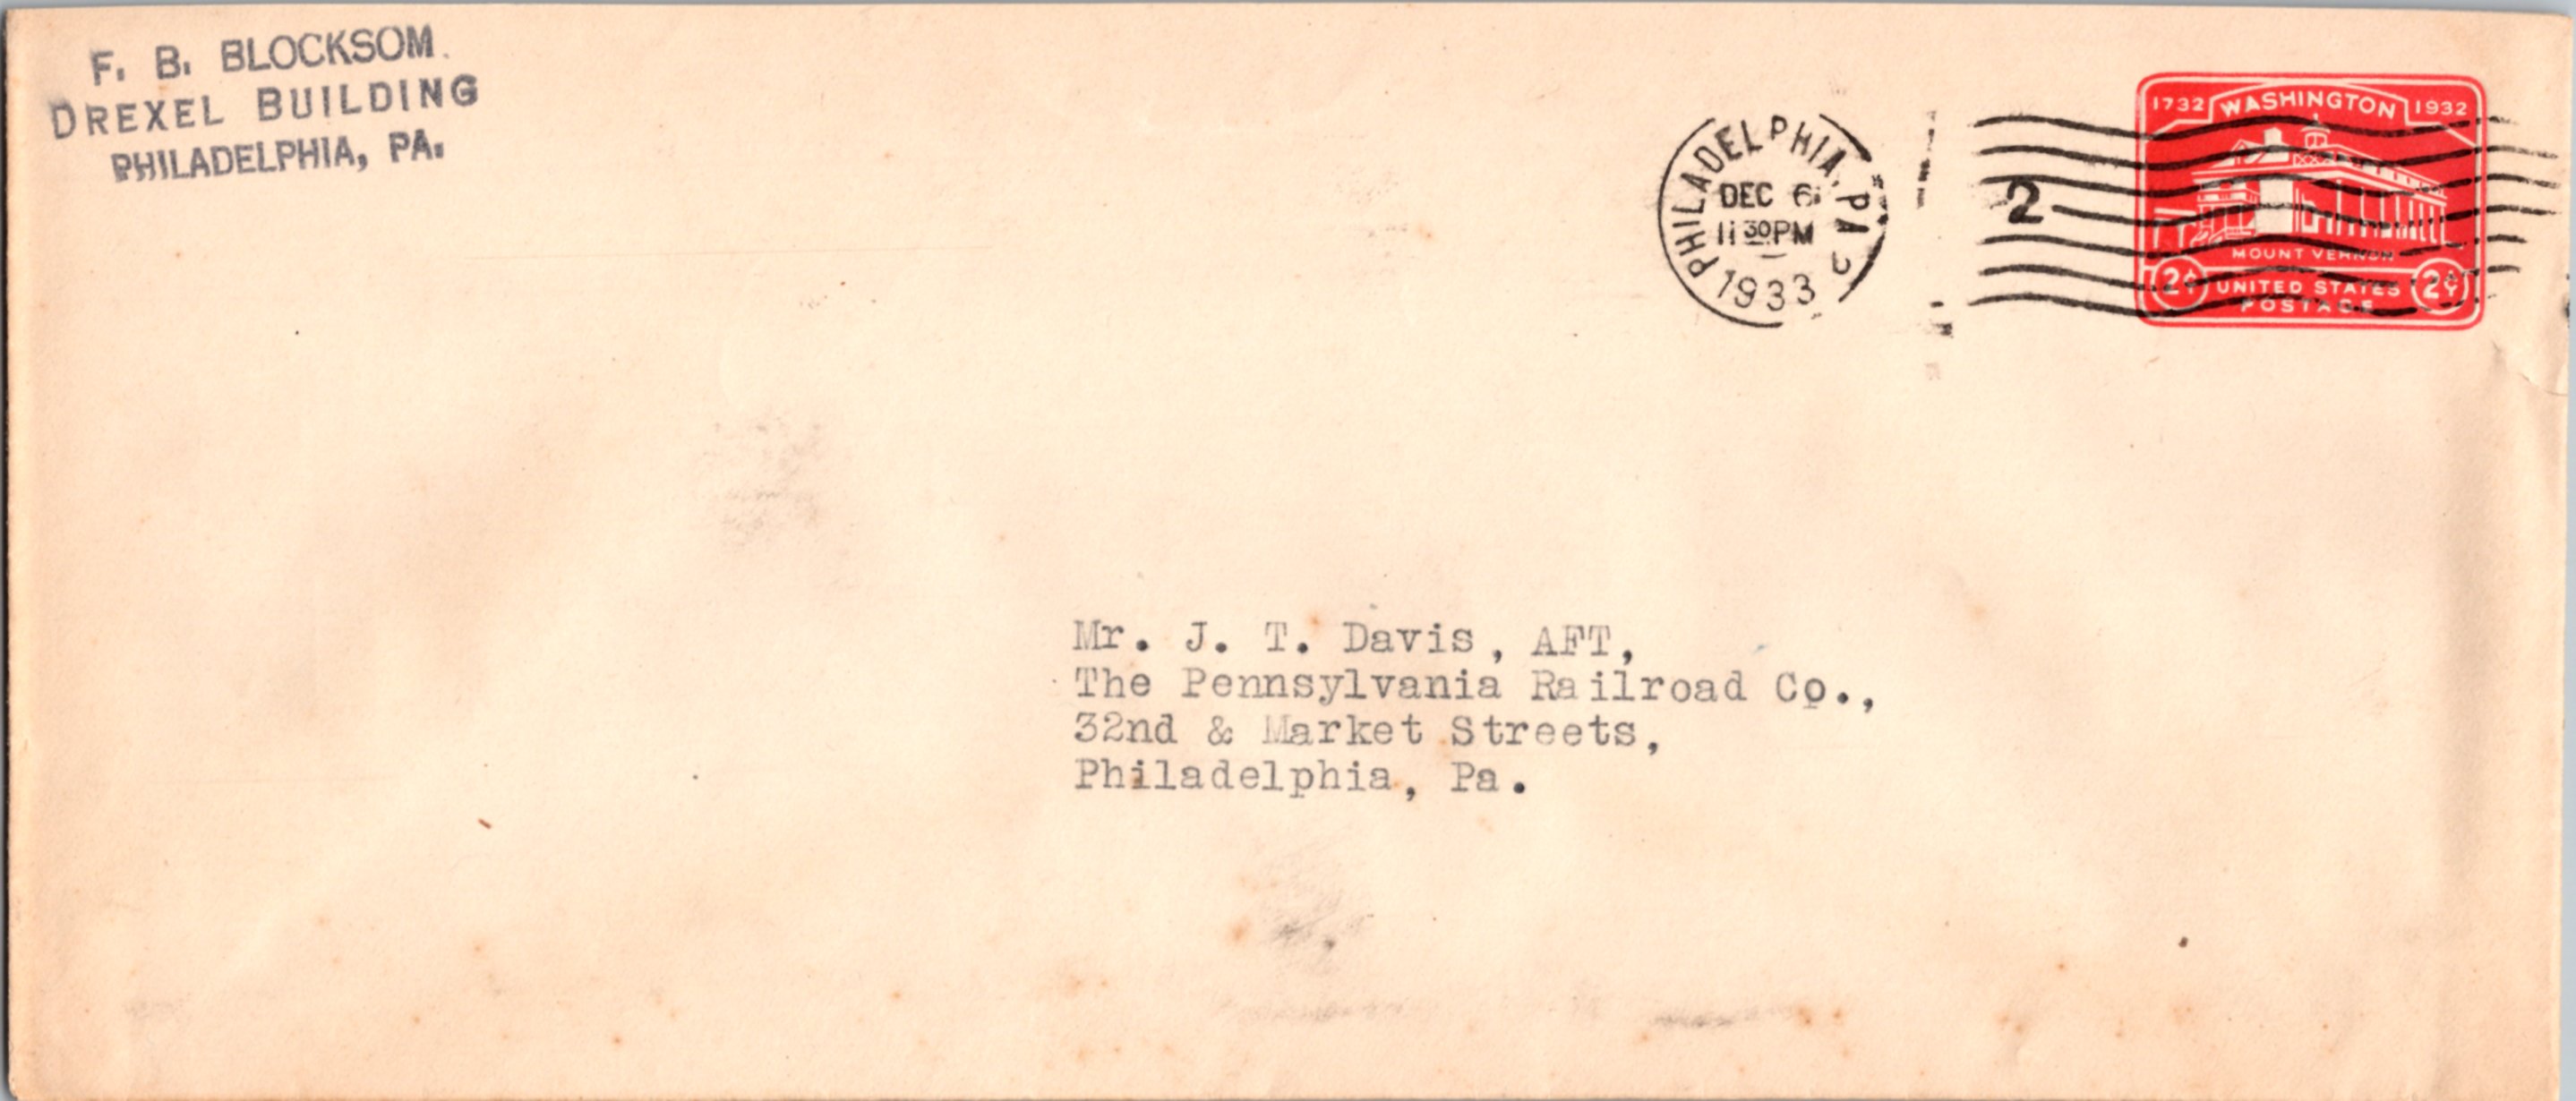 F. B. BLOCKSOM.
DREXEL BUILDING
PHILADELPHIA, PA.
PHILADELPHIA, PA
DEC 6
11 30 PM
1933
2
1732 WASHINGTON 1932
MOUNT VERNON
2¢ UNITED STATES 2¢
POSTAGE
Mr. J. T. Davis, AFT,
The Pennsylvania Railroad Co.,
32nd & Market Streets,
Philadelphia, Pa.